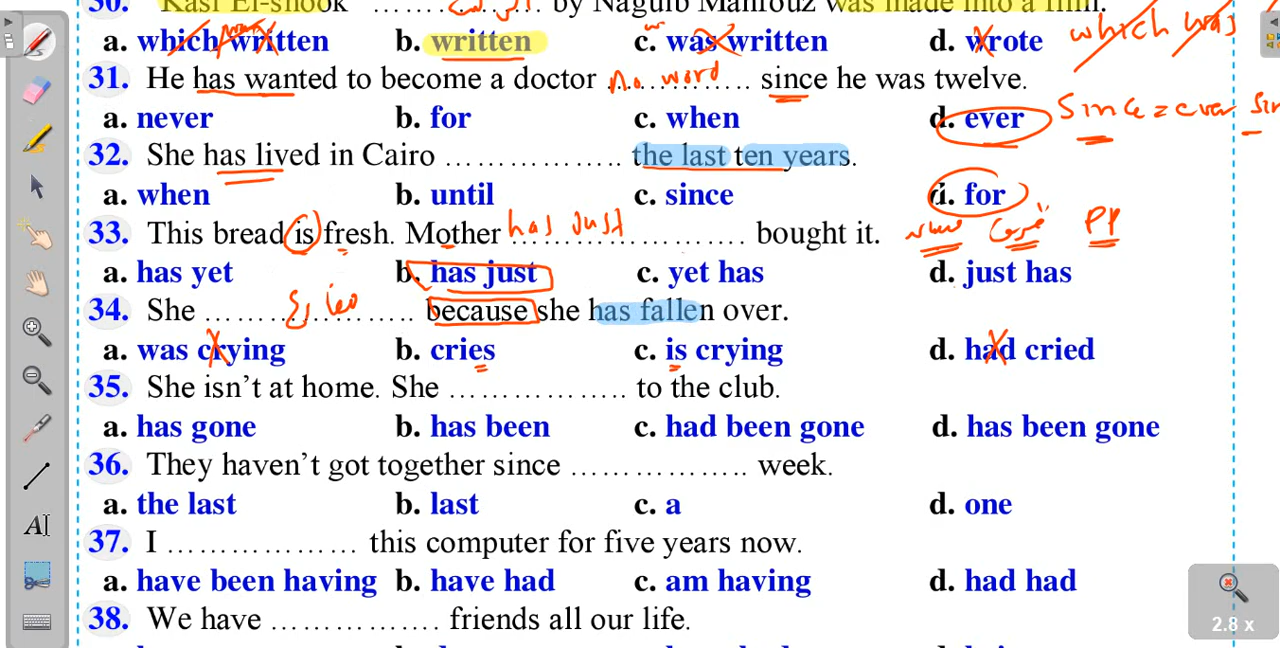 30. "Kasr El-shook" .................. by Naguib Mahfouz was made into a film.
a. which written b. written c. was written d. wrote which was
31. He has wanted to become a doctor no word since he was twelve.
a. never b. for c. when d. ever since = ever
32. She has lived in Cairo .................. the last ten years.
a. when b. until c. since d. for
33. This bread is fresh. Mother has Just .................. bought it. PP
a. has yet b. has just c. yet has d. just has
34. She .................. because she has fallen over.
a. was crying b. cries c. is crying d. had cried
35. She isn't at home. She .................. to the club.
a. has gone b. has been c. had been gone d. has been gone
36. They haven't got together since .................. week.
a. the last b. last c. a d. one
37. I .................. this computer for five years now.
a. have been having b. have had c. am having d. had had
38. We have .................. friends all our life.
A
2.8 x